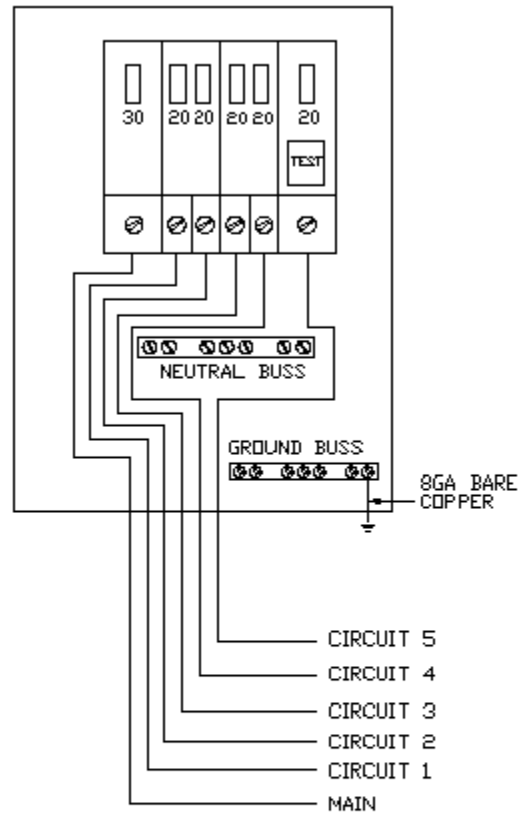 30 20 20 20 20 20
TEST
NEUTRAL BUSS
GROUND BUSS
8GA BARE
COPPER
CIRCUIT 5
CIRCUIT 4
CIRCUIT 3
CIRCUIT 2
CIRCUIT 1
MAIN